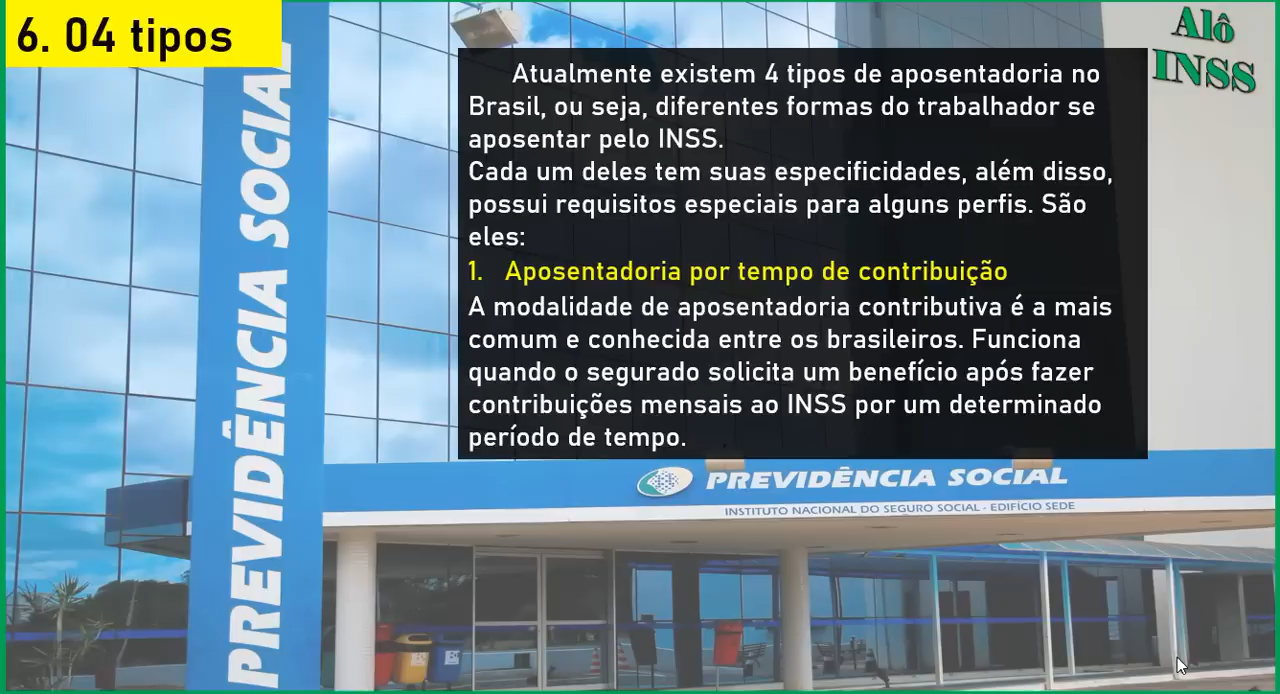 6. 04 tipos
Alô
INSS
Atualmente existem 4 tipos de aposentadoria no
Brasil, ou seja, diferentes formas do trabalhador se
aposentar pelo INSS.
Cada um deles tem suas especificidades, além disso,
possui requisitos especiais para alguns perfis. São
eles:
1. Aposentadoria por tempo de contribuição
A modalidade de aposentadoria contributiva é a mais
comum e conhecida entre os brasileiros. Funciona
quando o segurado solicita um benefício após fazer
contribuições mensais ao INSS por um determinado
período de tempo.
PREVIDÊNCIA SOCIAL
PREVIDÊNCIA SOCIAL
INSTITUTO NACIONAL DO SEGURO SOCIAL - EDIFÍCIO SEDE